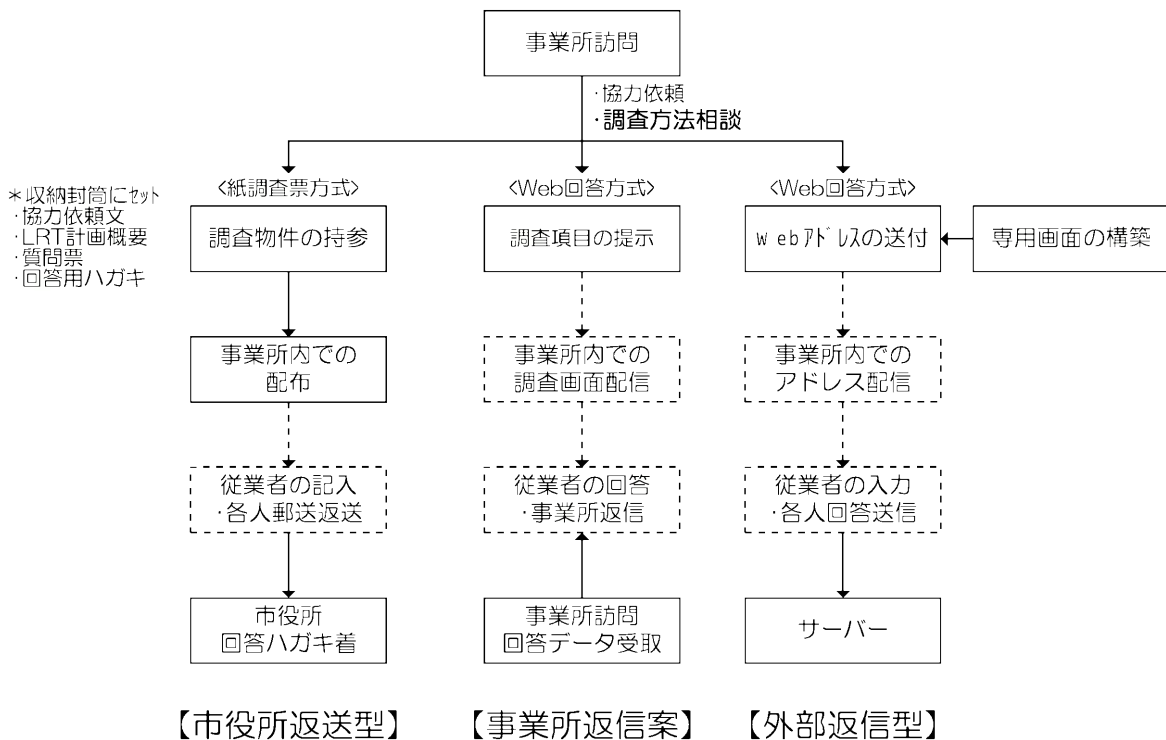 事業所訪問
·協力依頼
·調査方法相談
<紙調査票方式>
<Web回答方式>
<Web回答方式>
*収納封筒にセット
·協力依頼文
·LRT計画概要
·質問票
·回答用ハガキ
調査物件の持参
調査項目の提示
Webアドレスの送付
専用画面の構築
事業所内での
配布
事業所内での
調査画面配信
事業所内での
アドレス配信
従業者の記入
·各人郵送返送
従業者の回答
·事業所返信
従業者の入力
·各人回答送信
市役所
回答ハガキ着
事業所訪問
回答データ受取
サーバー
【市役所返送型】
【事業所返信案】
【外部返信型】